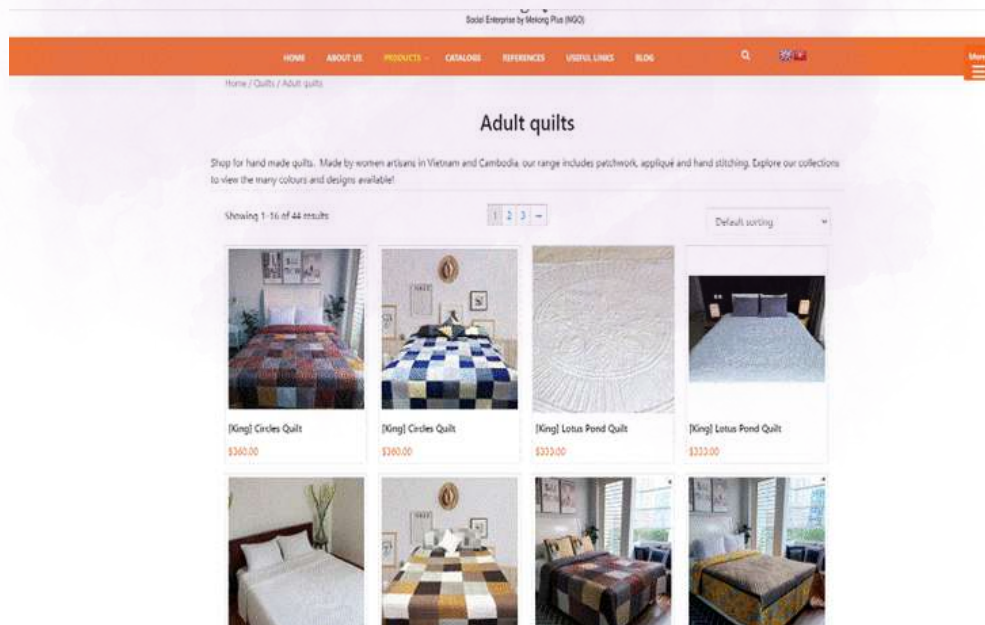 Social Enterprise by Mekong Plus (NGO)
HOME ABOUT US PRODUCTS CATALOGS REFERENCES USEFUL LINKS BLOG
Menu
Home / Quilts / Adult quilts
Adult quilts
Shop for hand made quilts. Made by women artisans in Vietnam and Cambodia, our range includes patchwork, appliqué and hand stitching. Explore our collections
to view the many colours and designs available!
Showing 1–16 of 44 results
1 2 3 →
Default sorting
[King] Circles Quilt
$360.00
[King] Circles Quilt
$360.00
[King] Lotus Pond Quilt
$333.00
[King] Lotus Pond Quilt
$333.00